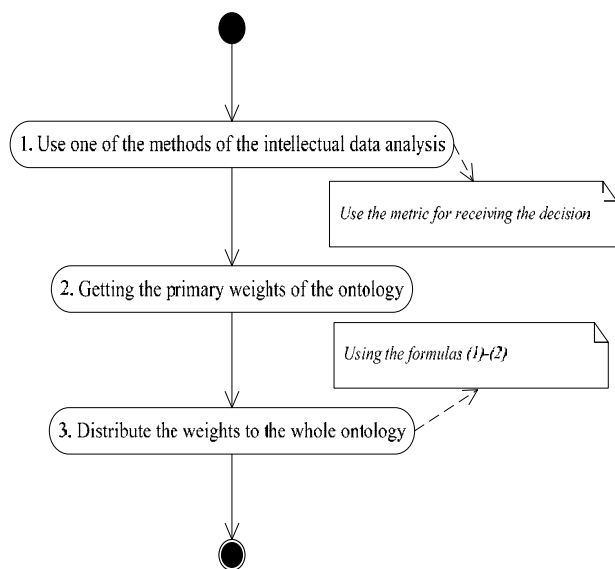 1. Use one of the methods of the intellectual data analysis
Use the metric for receiving the decision
2. Getting the primary weights of the ontology
Using the formulas (1)-(2)
3. Distribute the weights to the whole ontology